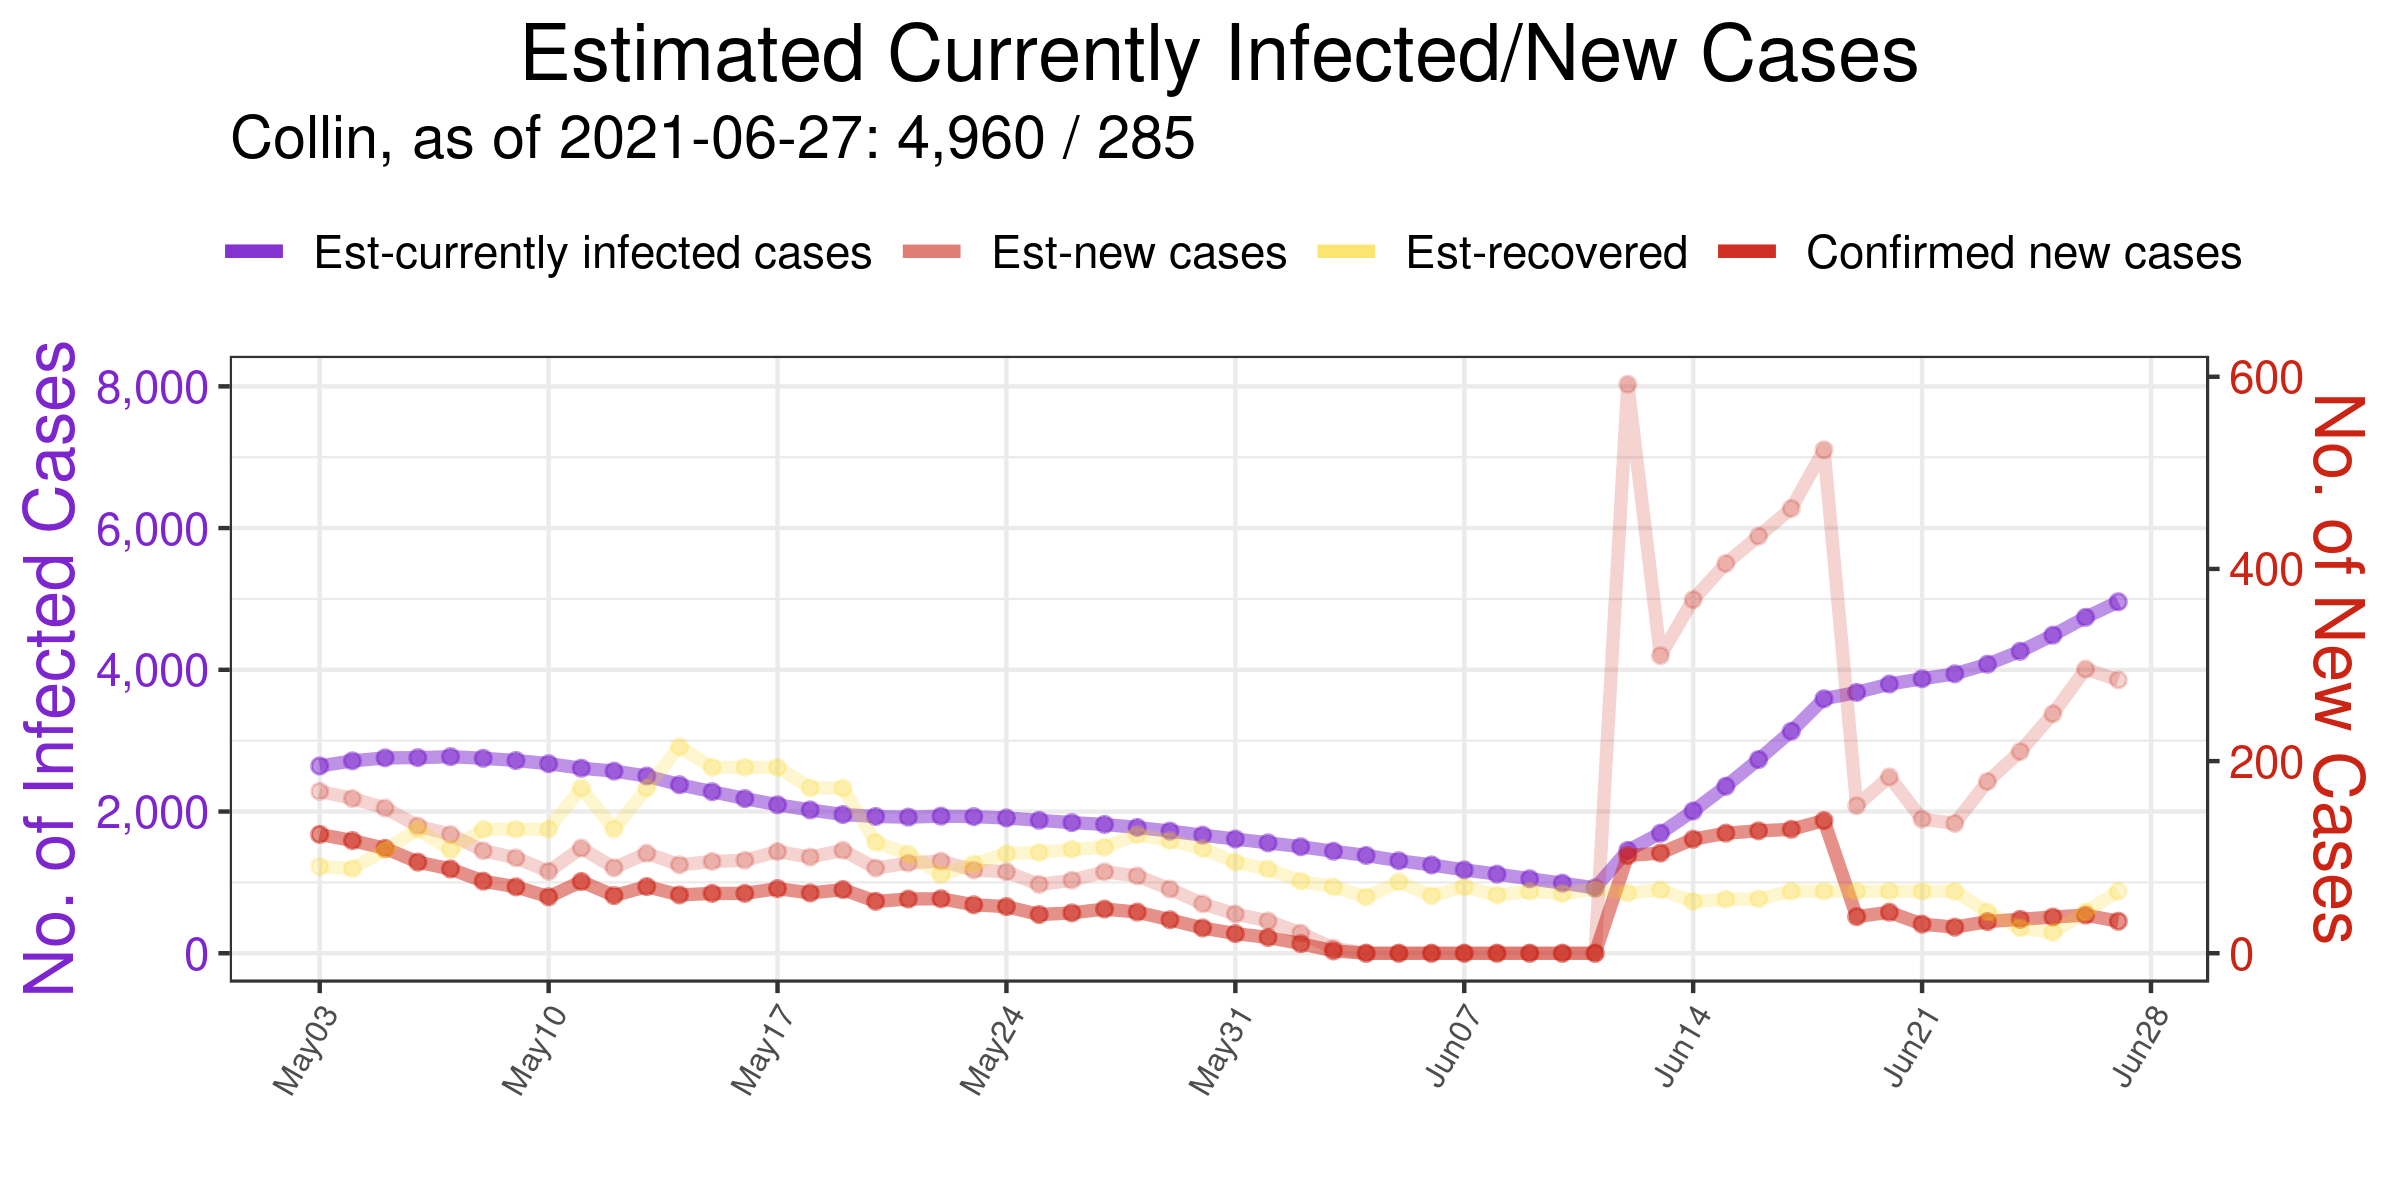 Estimated Currently Infected/New Cases
Collin, as of 2021-06-27: 4,960 / 285
Est-currently infected cases Est-new cases Est-recovered Confirmed new cases
No. of Infected Cases
8,000
6,000
4,000
2,000
0
600
400
200
0
No. of New Cases
May03 May10 May17 May24 May31 Jun07 Jun14 Jun21 Jun28